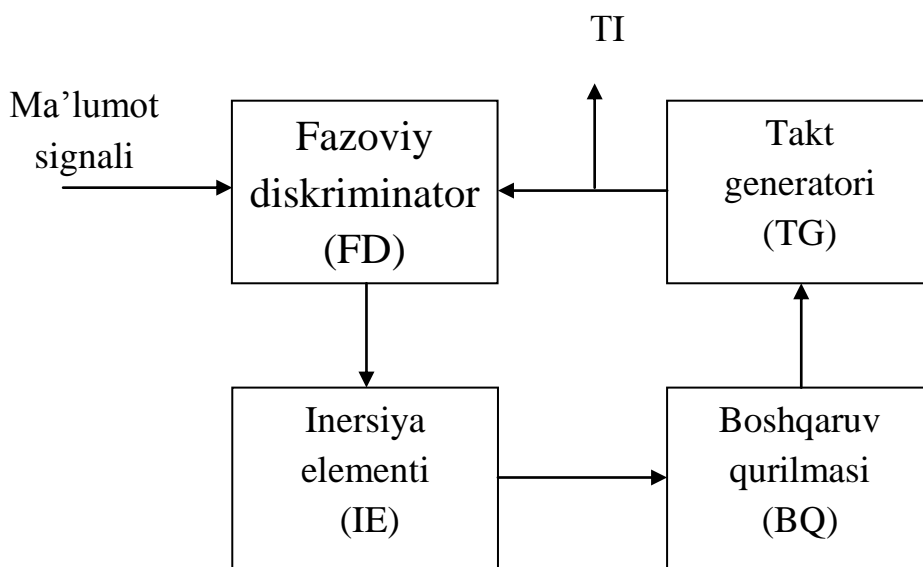 TI
Ma’lumot
signali
Fazoviy
diskriminator
(FD)
Takt
generatori
(TG)
Inersiya
elementi
(IE)
Boshqaruv
qurilmasi
(BQ)